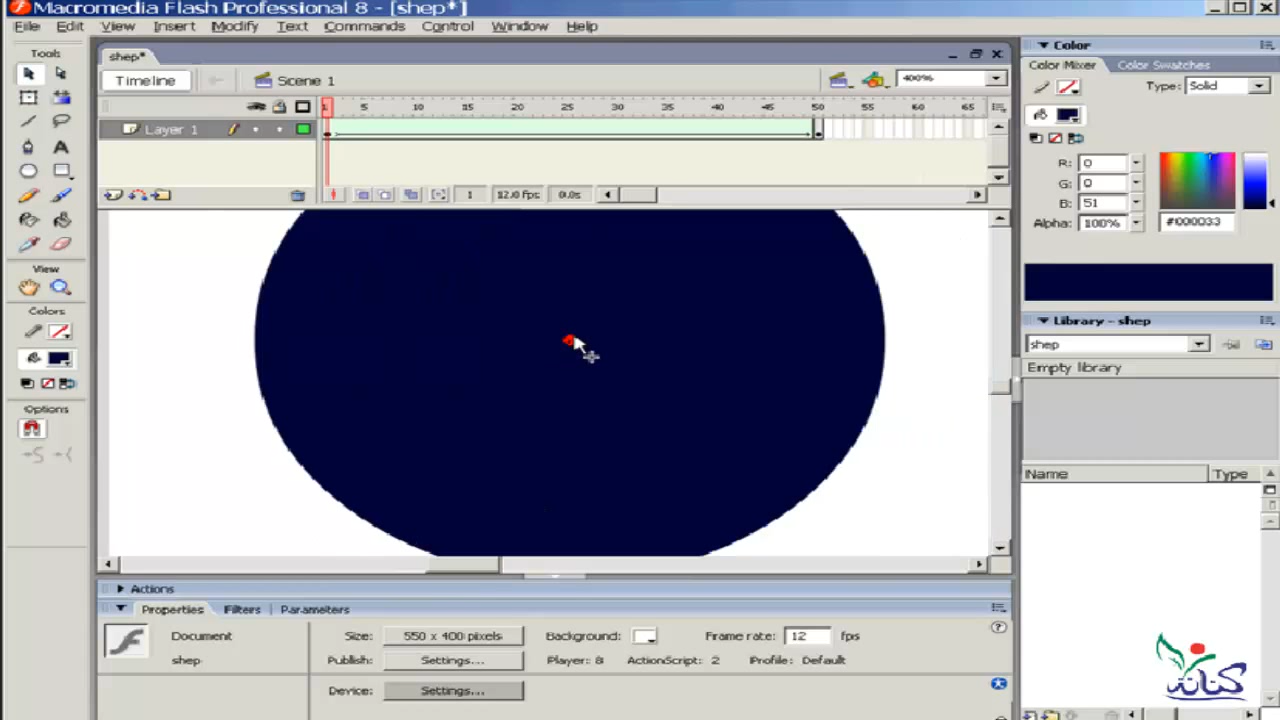 Macromedia Flash Professional 8 - [shep*]
File Edit View Insert Modify Text Commands Control Window Help
Tools
shep*
Timeline
Scene 1
400%
1 5 10 15 20 25 30 35 40 45 50 55 60 65
Layer 1
1 12.0 fps 0.0s
View
Colors
Options
Color
Color Mixer Color Swatches
Type: Solid
R: 0
G: 0
B: 51
Alpha: 100% #000033
Library - shep
shep
Empty library
Name Type
Actions
Properties Filters Parameters
Document
shep
Size: 550 x 400 pixels Background: Frame rate: 12 fps
Publish: Settings... Player: 8 ActionScript: 2 Profile: Default
Device: Settings...
كنانة